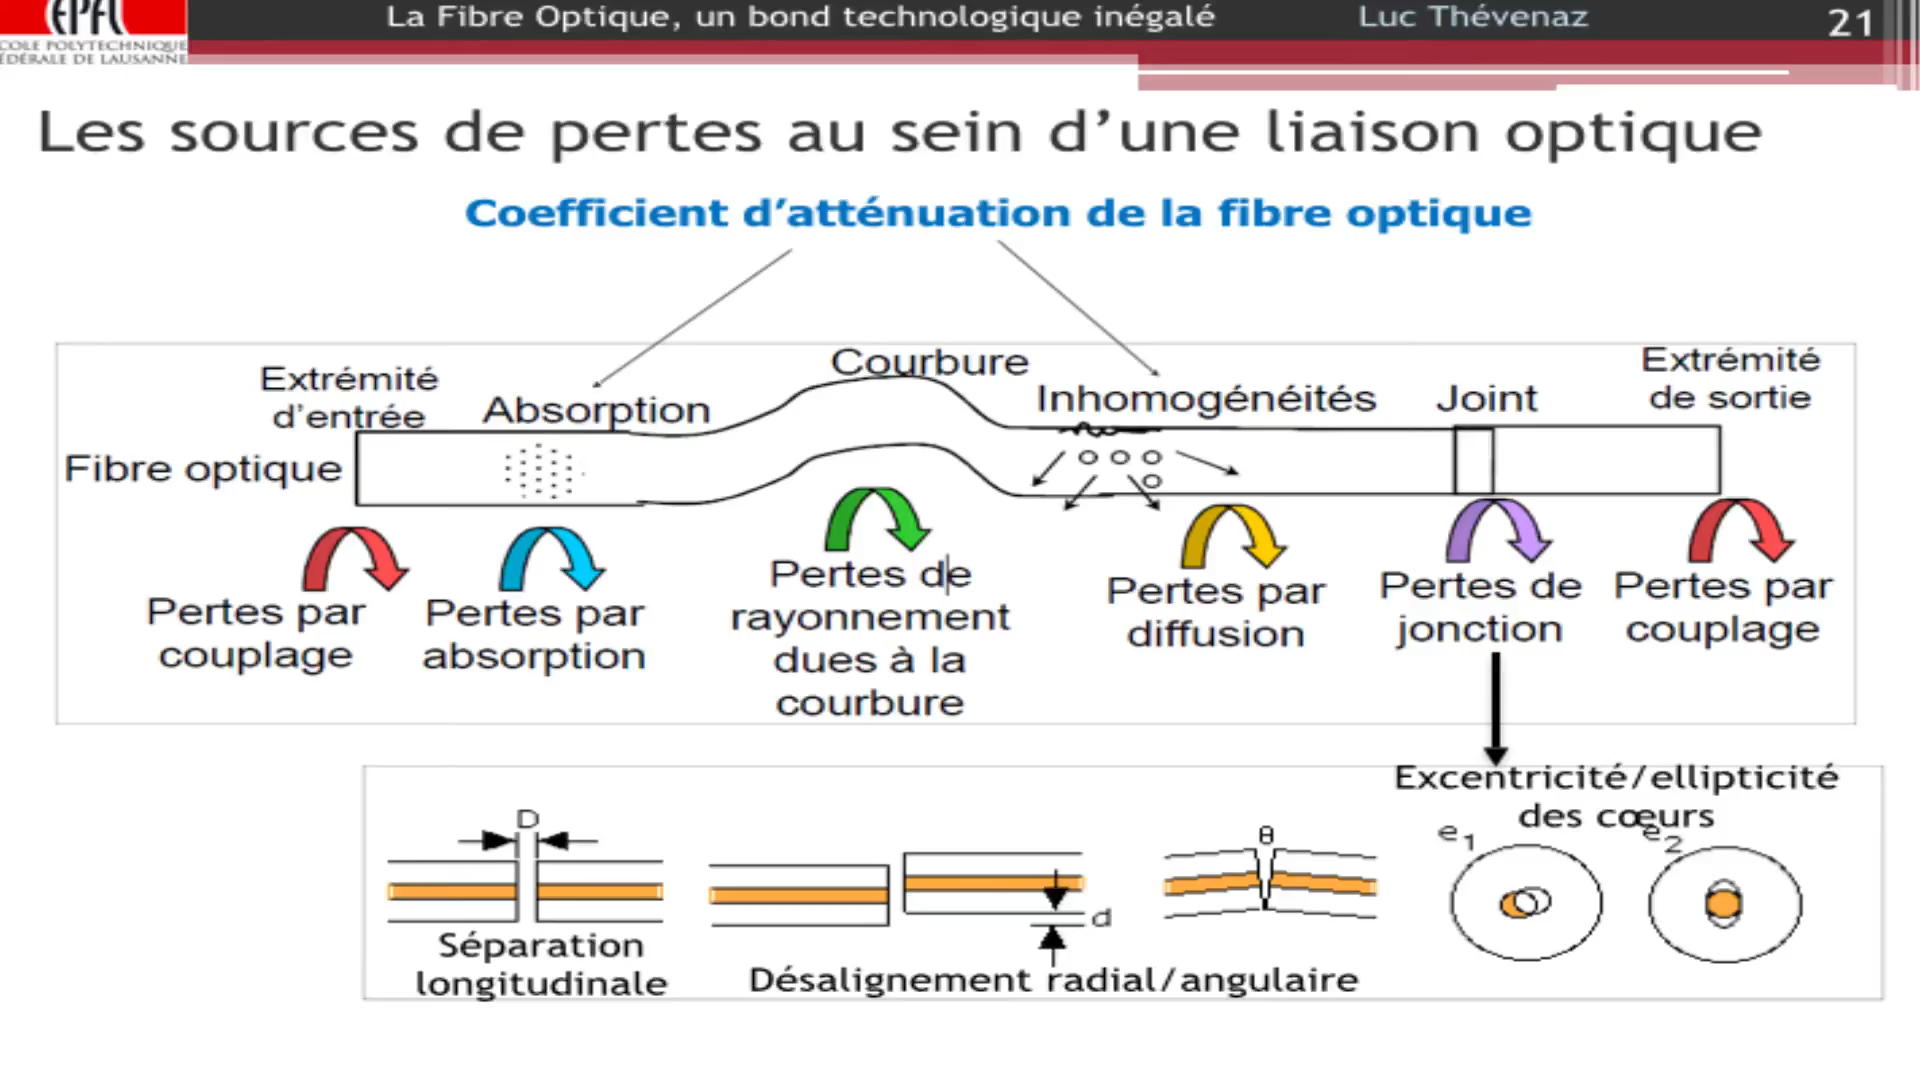 EPFL
La Fibre Optique, un bond technologique inégalé
Luc Thévenaz
21
COLE POLYTECHNIQUE
ÉDÉRALE DE LAUSANNE
Les sources de pertes au sein d’une liaison optique
Coefficient d’atténuation de la fibre optique
Extrémité
d’entrée
Absorption
Courbure
Inhomogénéités
Joint
Extrémité
de sortie
Fibre optique
Pertes par
couplage
Pertes par
absorption
Pertes de
rayonnement
dues à la
courbure
Pertes par
diffusion
Pertes de
jonction
Pertes par
couplage
Excentricité/ellipticité
des cœurs
D
d
θ
e1
e2
Séparation
longitudinale
Désalignement radial/angulaire